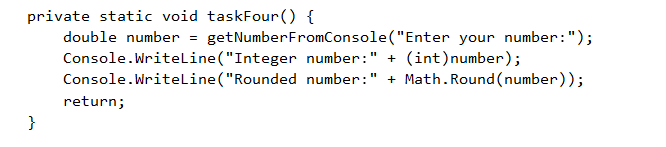 private static void taskFour() {
    double number = getNumberFromConsole("Enter your number:");
    Console.WriteLine("Integer number:" + (int)number);
    Console.WriteLine("Rounded number:" + Math.Round(number));
    return;
}